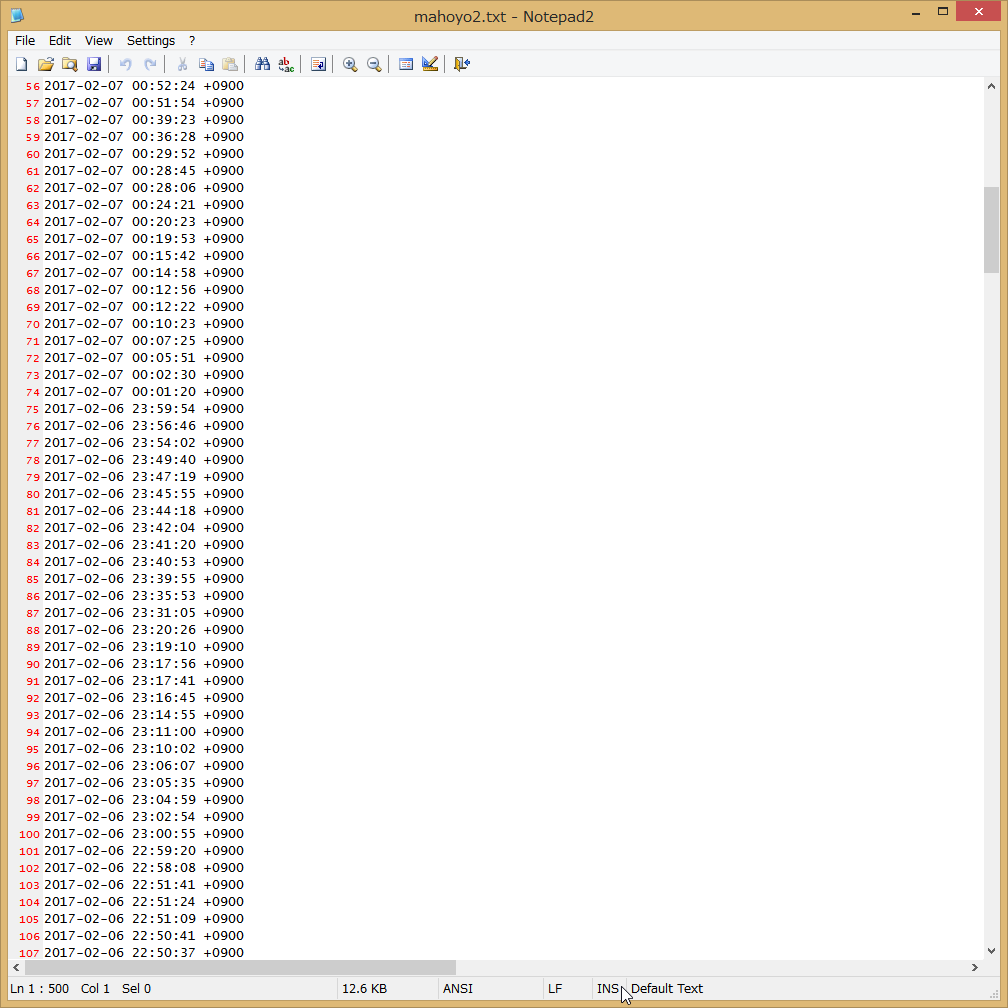 mahoyo2.txt - Notepad2
File Edit View Settings ?
56 2017-02-07 00:52:24 +0900
57 2017-02-07 00:51:54 +0900
58 2017-02-07 00:39:23 +0900
59 2017-02-07 00:36:28 +0900
60 2017-02-07 00:29:52 +0900
61 2017-02-07 00:28:45 +0900
62 2017-02-07 00:28:06 +0900
63 2017-02-07 00:24:21 +0900
64 2017-02-07 00:20:23 +0900
65 2017-02-07 00:19:53 +0900
66 2017-02-07 00:15:42 +0900
67 2017-02-07 00:14:58 +0900
68 2017-02-07 00:12:56 +0900
69 2017-02-07 00:12:22 +0900
70 2017-02-07 00:10:23 +0900
71 2017-02-07 00:07:25 +0900
72 2017-02-07 00:05:51 +0900
73 2017-02-07 00:02:30 +0900
74 2017-02-07 00:01:20 +0900
75 2017-02-06 23:59:54 +0900
76 2017-02-06 23:56:46 +0900
77 2017-02-06 23:54:02 +0900
78 2017-02-06 23:49:40 +0900
79 2017-02-06 23:47:19 +0900
80 2017-02-06 23:45:55 +0900
81 2017-02-06 23:44:18 +0900
82 2017-02-06 23:42:04 +0900
83 2017-02-06 23:41:20 +0900
84 2017-02-06 23:40:53 +0900
85 2017-02-06 23:39:55 +0900
86 2017-02-06 23:35:53 +0900
87 2017-02-06 23:31:05 +0900
88 2017-02-06 23:20:26 +0900
89 2017-02-06 23:19:10 +0900
90 2017-02-06 23:17:56 +0900
91 2017-02-06 23:17:41 +0900
92 2017-02-06 23:16:45 +0900
93 2017-02-06 23:14:55 +0900
94 2017-02-06 23:11:00 +0900
95 2017-02-06 23:10:02 +0900
96 2017-02-06 23:06:07 +0900
97 2017-02-06 23:05:35 +0900
98 2017-02-06 23:04:59 +0900
99 2017-02-06 23:02:54 +0900
100 2017-02-06 23:00:55 +0900
101 2017-02-06 22:59:20 +0900
102 2017-02-06 22:58:08 +0900
103 2017-02-06 22:51:41 +0900
104 2017-02-06 22:51:24 +0900
105 2017-02-06 22:51:09 +0900
106 2017-02-06 22:50:41 +0900
107 2017-02-06 22:50:37 +0900
Ln 1 : 500 Col 1 Sel 0 12.6 KB ANSI LF INS Default Text